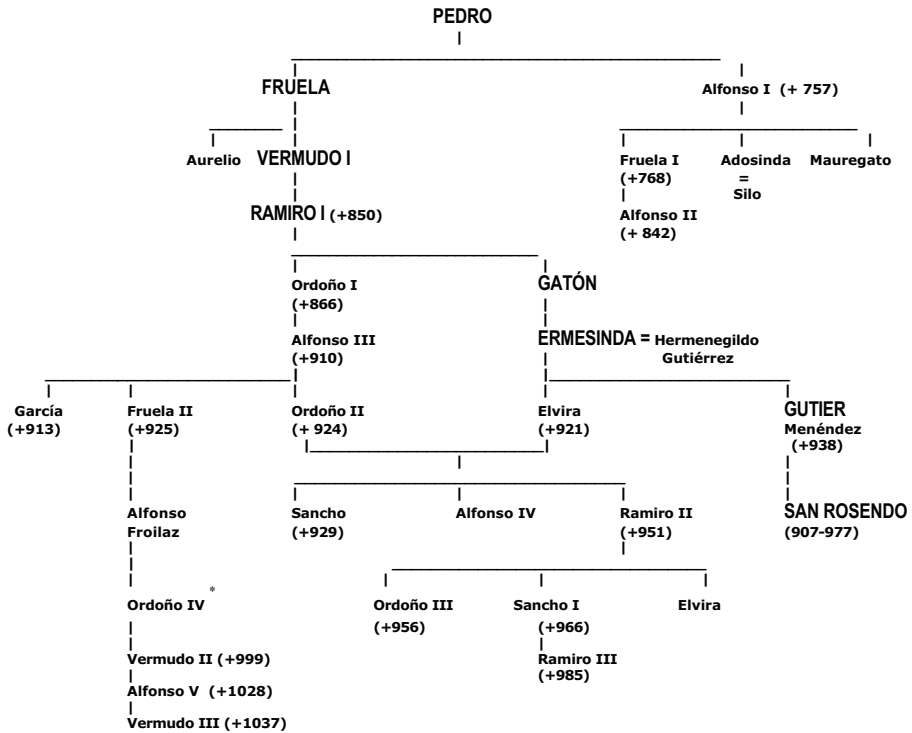 PEDRO
FRUELA Alfonso I (+ 757)
Aurelio VERMUDO I Fruela I Adosinda Mauregato
(+768) =
Silo
RAMIRO I (+850) Alfonso II
(+ 842)
Ordoño I GATÓN
(+866)
Alfonso III ERMESINDA = Hermenegildo
(+910) Gutiérrez
García Fruela II Ordoño II Elvira GUTIER
(+913) (+925) (+ 924) (+921) Menéndez
(+938)
Alfonso Sancho Alfonso IV Ramiro II SAN ROSENDO
Froilaz (+929) (+951) (907-977)
Ordoño IV * Ordoño III Sancho I Elvira
(+956) (+966)
Vermudo II (+999) Ramiro III
(+985)
Alfonso V (+1028)
Vermudo III (+1037)